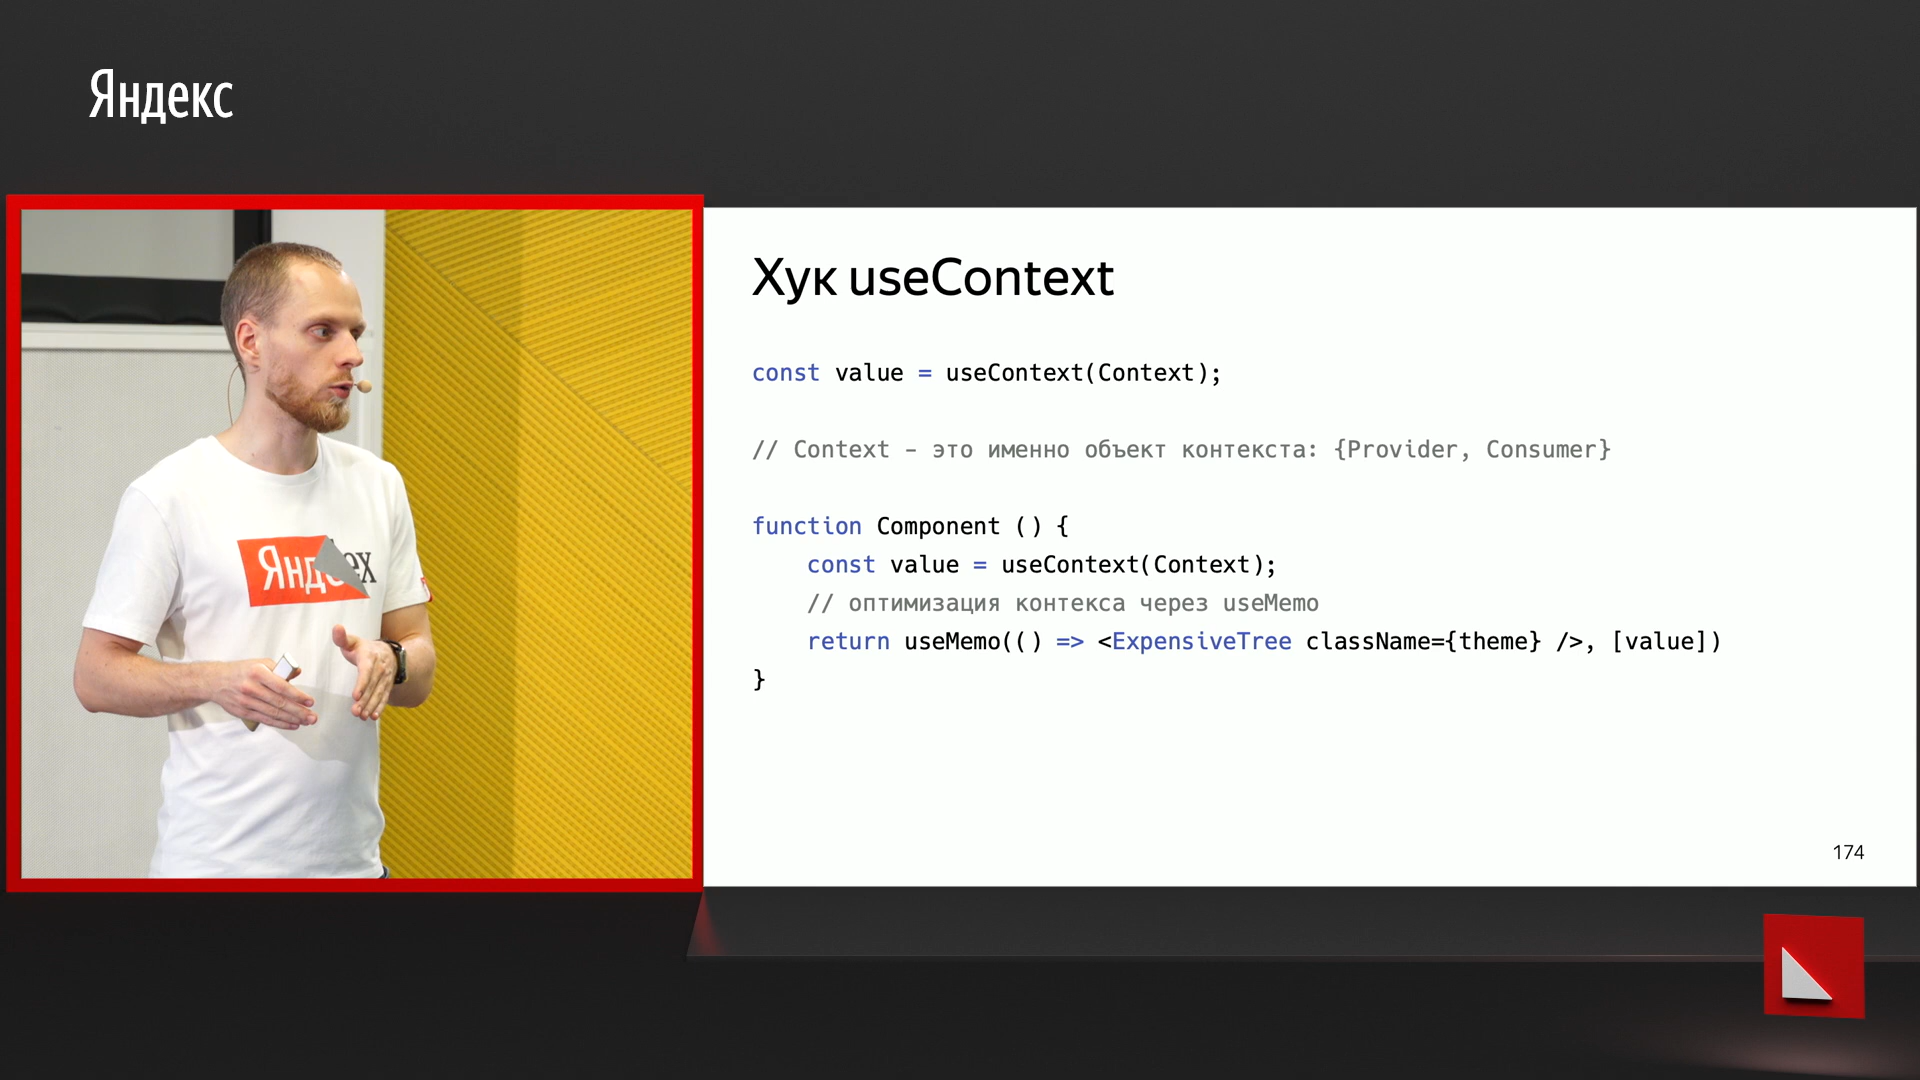 Яндекс
Хук useContext
const value = useContext(Context);
// Context – это именно объект контекста: {Provider, Consumer}
function Component () {
const value = useContext(Context);
// оптимизация контекса через useMemo
return useMemo(() => <ExpensiveTree className={theme} />, [value])
}
174